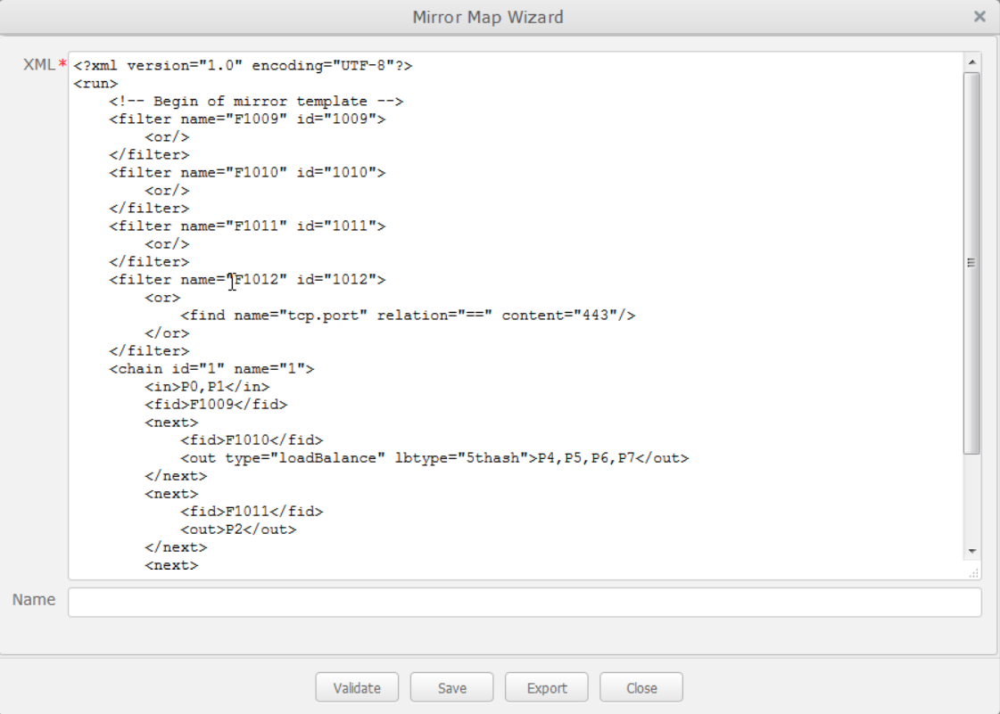 Mirror Map Wizard
XML* <?xml version="1.0" encoding="UTF-8"?>
<run>
<!-- Begin of mirror template -->
<filter name="F1009" id="1009">
<or/>
</filter>
<filter name="F1010" id="1010">
<or/>
</filter>
<filter name="F1011" id="1011">
<or/>
</filter>
<filter name="F1012" id="1012">
<or>
<find name="tcp.port" relation="==" content="443"/>
</or>
</filter>
<chain id="1" name="1">
<in>P0,P1</in>
<fid>F1009</fid>
<next>
<fid>F1010</fid>
<out type="loadBalance" lbtype="5thash">P4,P5,P6,P7</out>
</next>
<next>
<fid>F1011</fid>
<out>P2</out>
</next>
<next>
Name
Validate Save Export Close